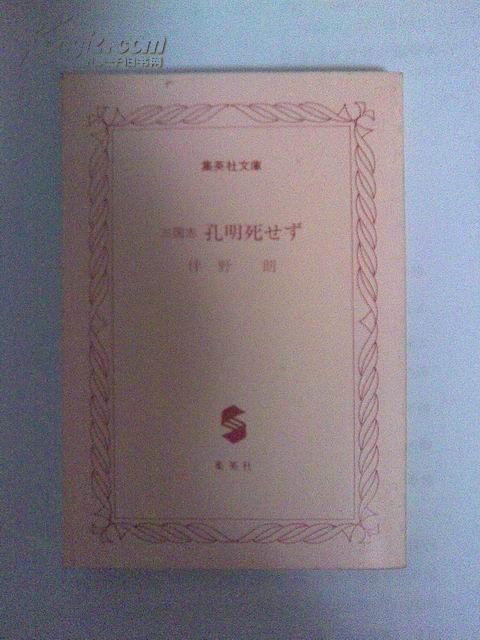 集英社文庫
三国志 孔明死せず
伴野 朗
集英社